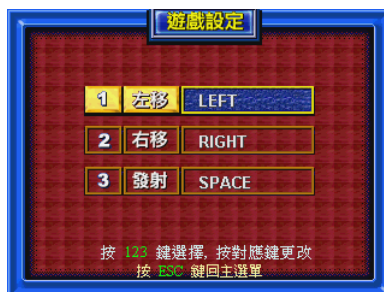 遊戲設定
1 左移 LEFT
2 右移 RIGHT
3 發射 SPACE
按 123 鍵選擇, 按對應鍵更改
按 ESC 鍵回主選單